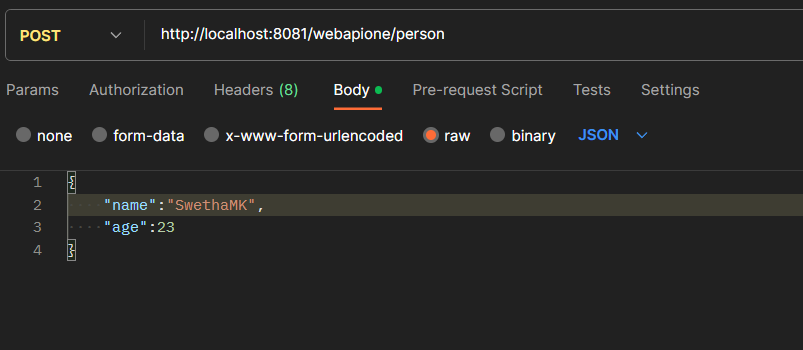 POST http://localhost:8081/webapione/person
Params Authorization Headers (8) Body Pre-request Script Tests Settings
none form-data x-www-form-urlencoded raw binary JSON
1 {
2 "name":"SwethaMK",
3 "age":23
4 }